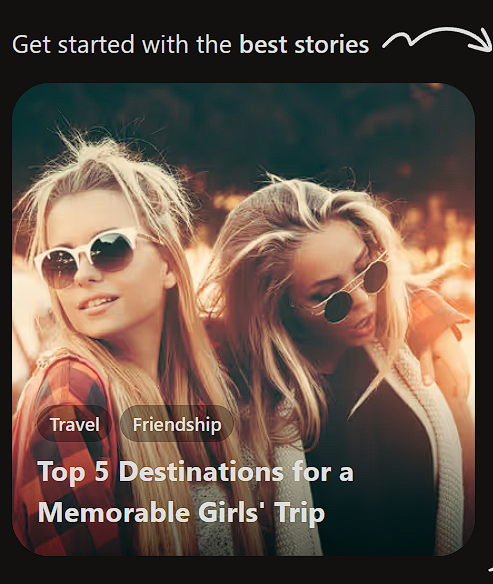 Get started with the best stories
Travel
Friendship
Top 5 Destinations for a
Memorable Girls' Trip